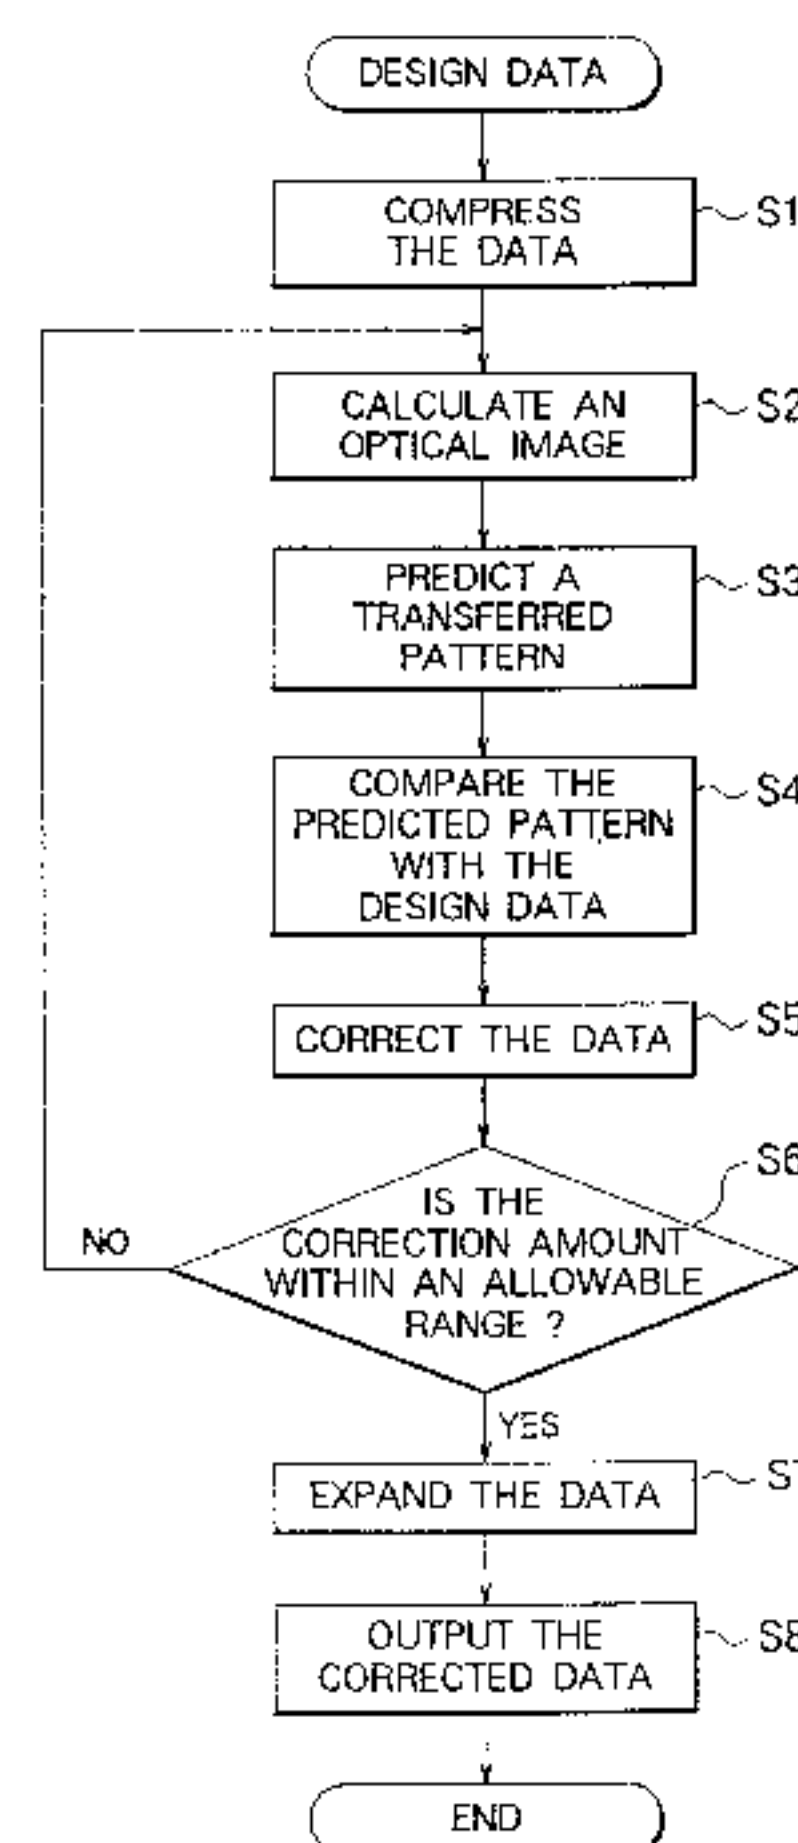 DESIGN DATA
COMPRESS
THE DATA
S1
CALCULATE AN
OPTICAL IMAGE
S2
PREDICT A
TRANSFERRED
PATTERN
S3
COMPARE THE
PREDICTED PATTERN
WITH THE
DESIGN DATA
S4
CORRECT THE DATA
S5
IS THE
CORRECTION AMOUNT
WITHIN AN ALLOWABLE
RANGE ?
S6
NO
YES
EXPAND THE DATA
OUTPUT THE
CORRECTED DATA
S8
END